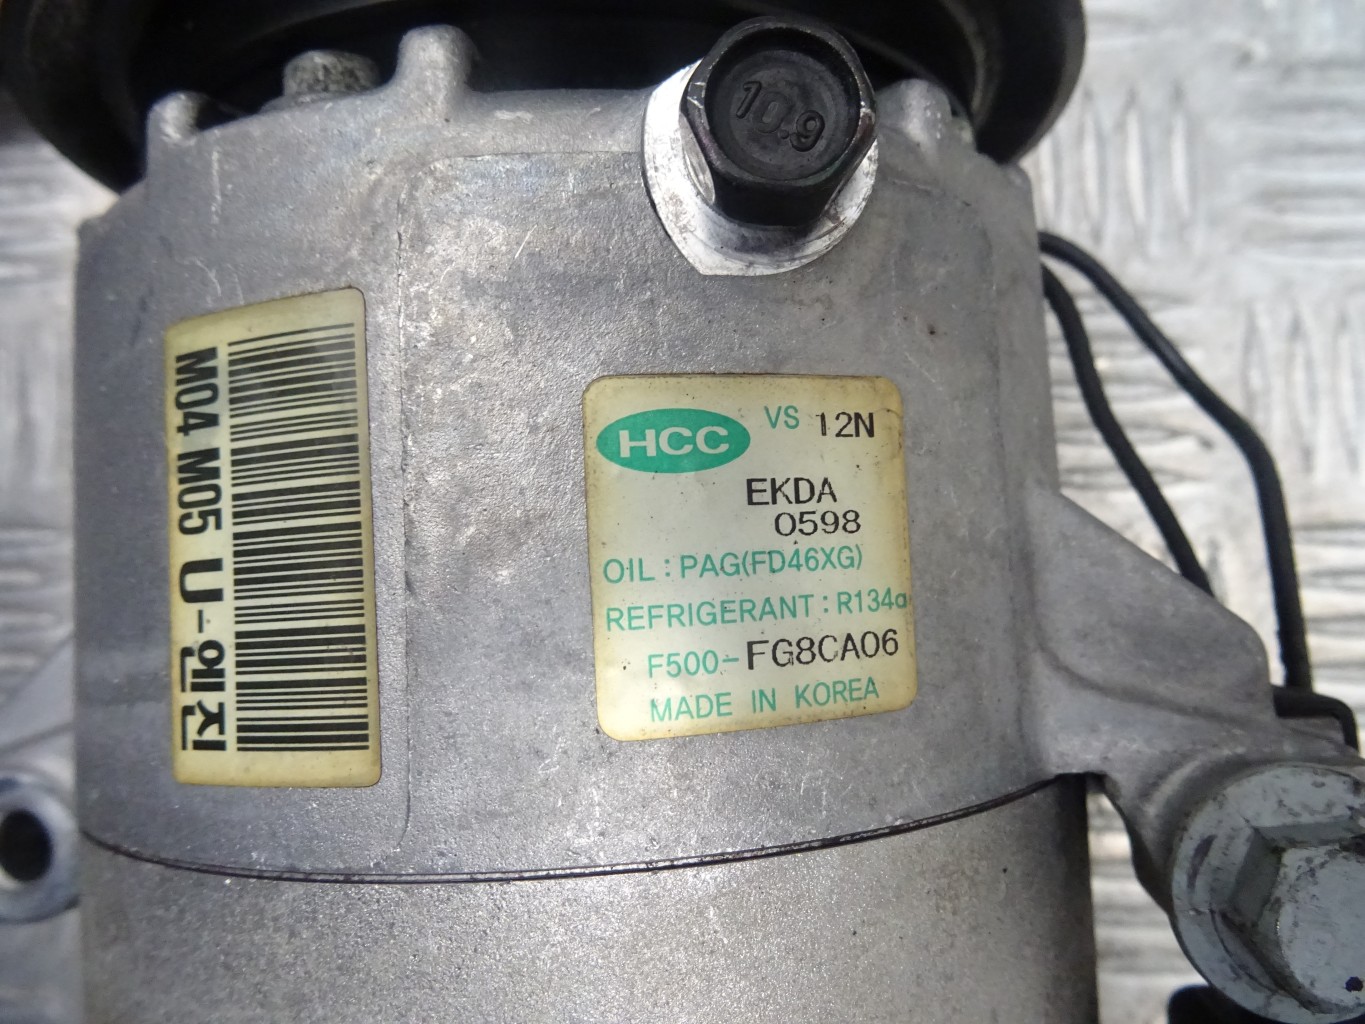 10.9
M04 M05 U-엔진
HCC VS 12N
EKDA
0598
OIL : PAG(FD46XG)
REFRIGERANT : R134a
F500-FG8CA06
MADE IN KOREA